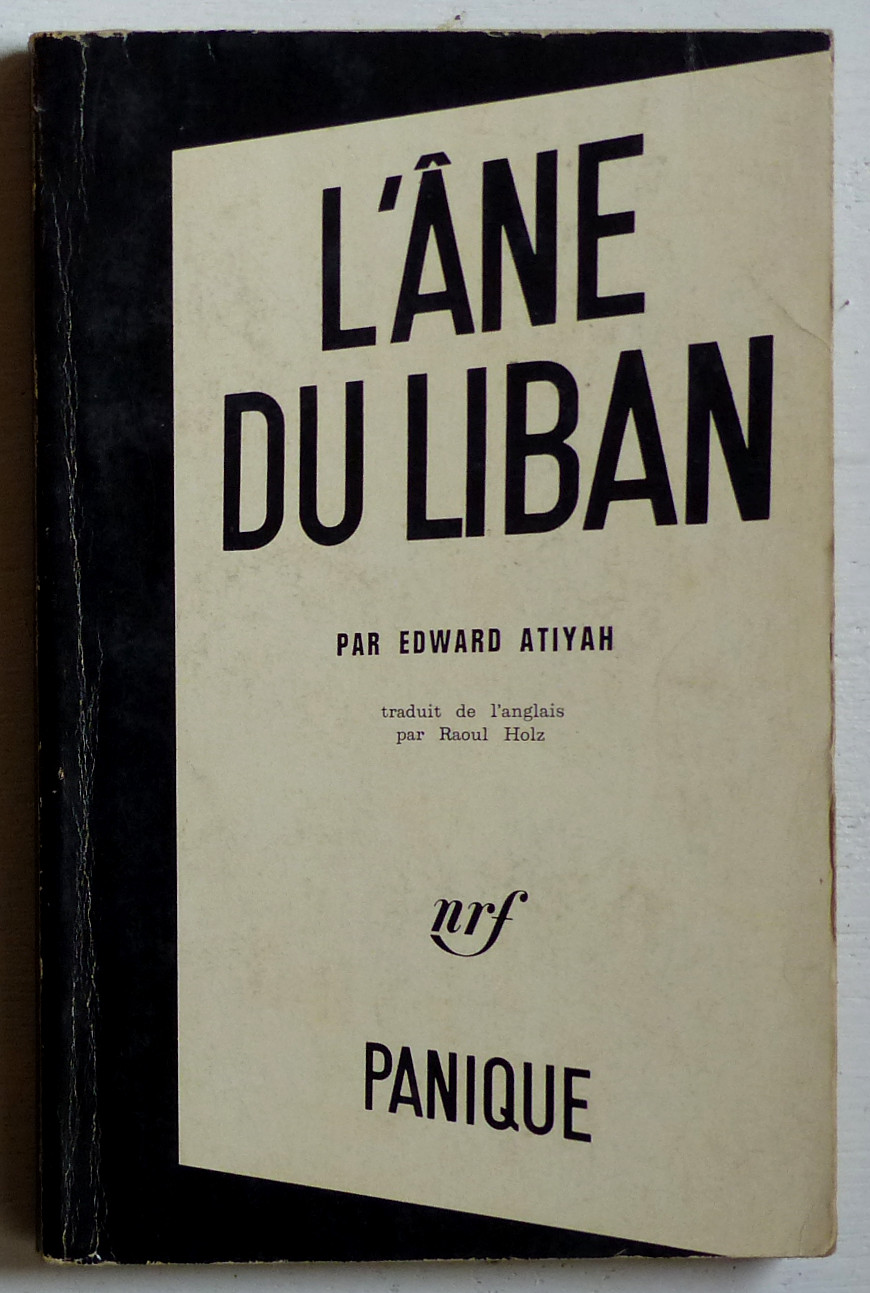 L'ÂNE
DU LIBAN
PAR EDWARD ATIYAH
traduit de l'anglais
par Raoul Holz
nrf
PANIQUE